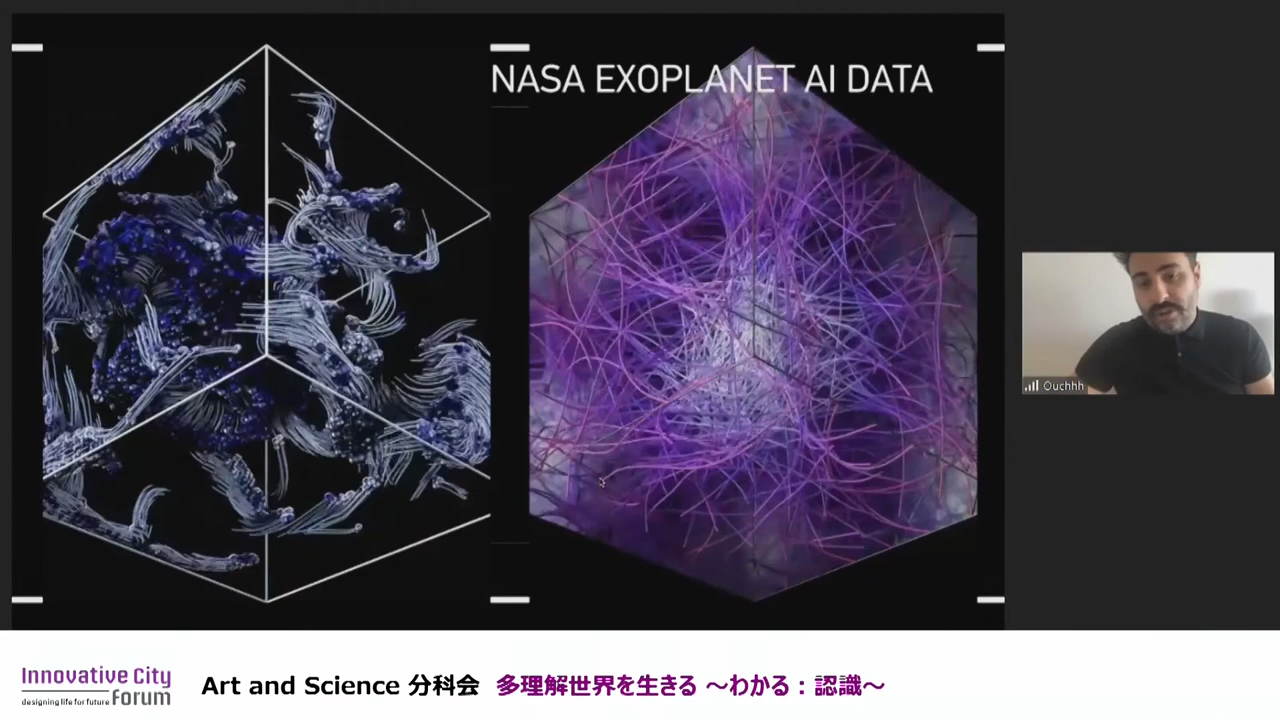 NASA EXOPLANET AI DATA
Ouchhh
Innovative City
designing life for future Forum
Art and Science 分科会 多理解世界を生きる ～わかる：認識～